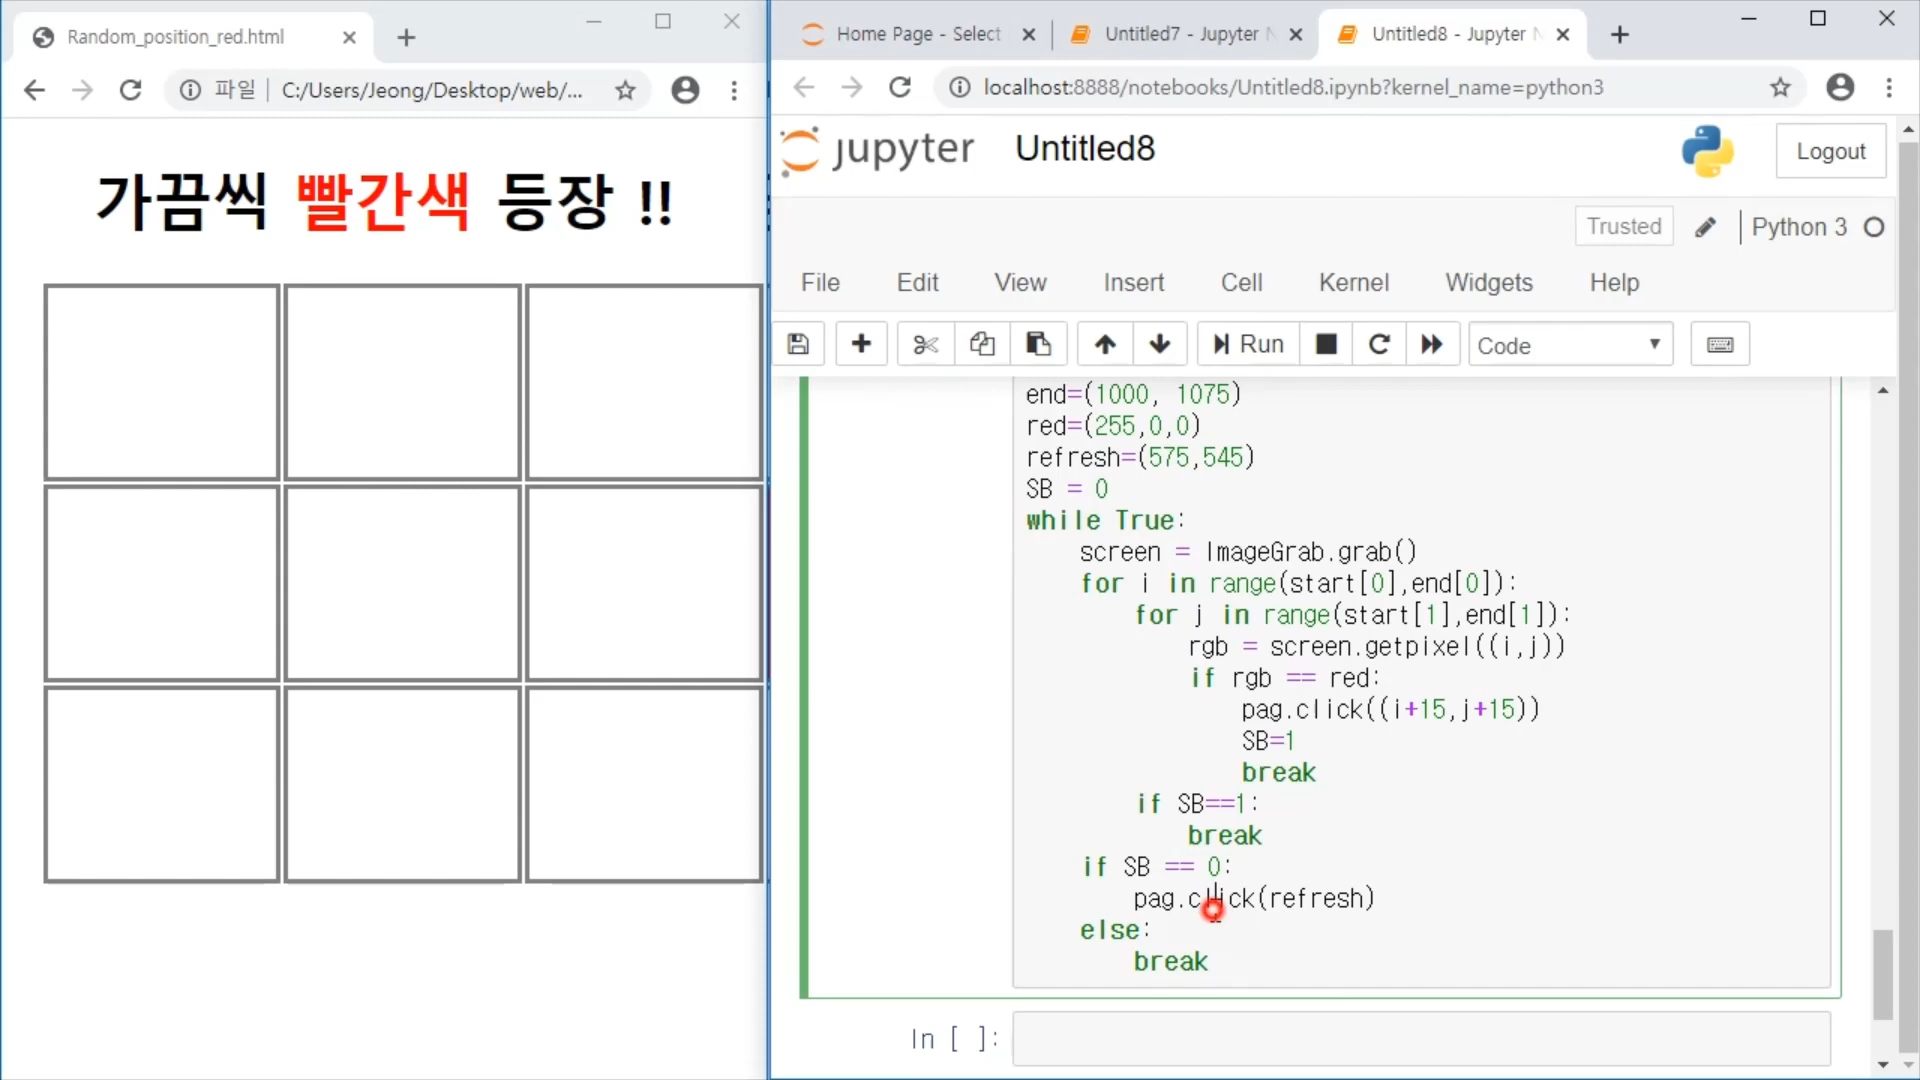 Random_position_red.html
파일 C:/Users/Jeong/Desktop/web/...
가끔씩 빨간색 등장 !!
Home Page - Select
Untitled7 - Jupyter
Untitled8 - Jupyter
localhost:8888/notebooks/Untitled8.ipynb?kernel_name=python3
jupyter Untitled8
Logout
Trusted
Python 3
File Edit View Insert Cell Kernel Widgets Help
Run
Code
end=(1000, 1075)
red=(255,0,0)
refresh=(575,545)
SB = 0
while True:
screen = ImageGrab.grab()
for i in range(start[0],end[0]):
for j in range(start[1],end[1]):
rgb = screen.getpixel((i,j))
if rgb == red:
pag.click((i+15,j+15))
SB=1
break
if SB==1:
break
if SB == 0:
pag.click(refresh)
else:
break
In [ ]: